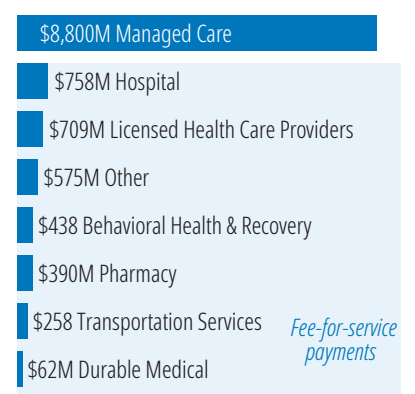 $8,800M Managed Care
$758M Hospital
$709M Licensed Health Care Providers
$575M Other
$438 Behavioral Health & Recovery
$390M Pharmacy
$258 Transportation Services
Fee-for-service
payments
$62M Durable Medical